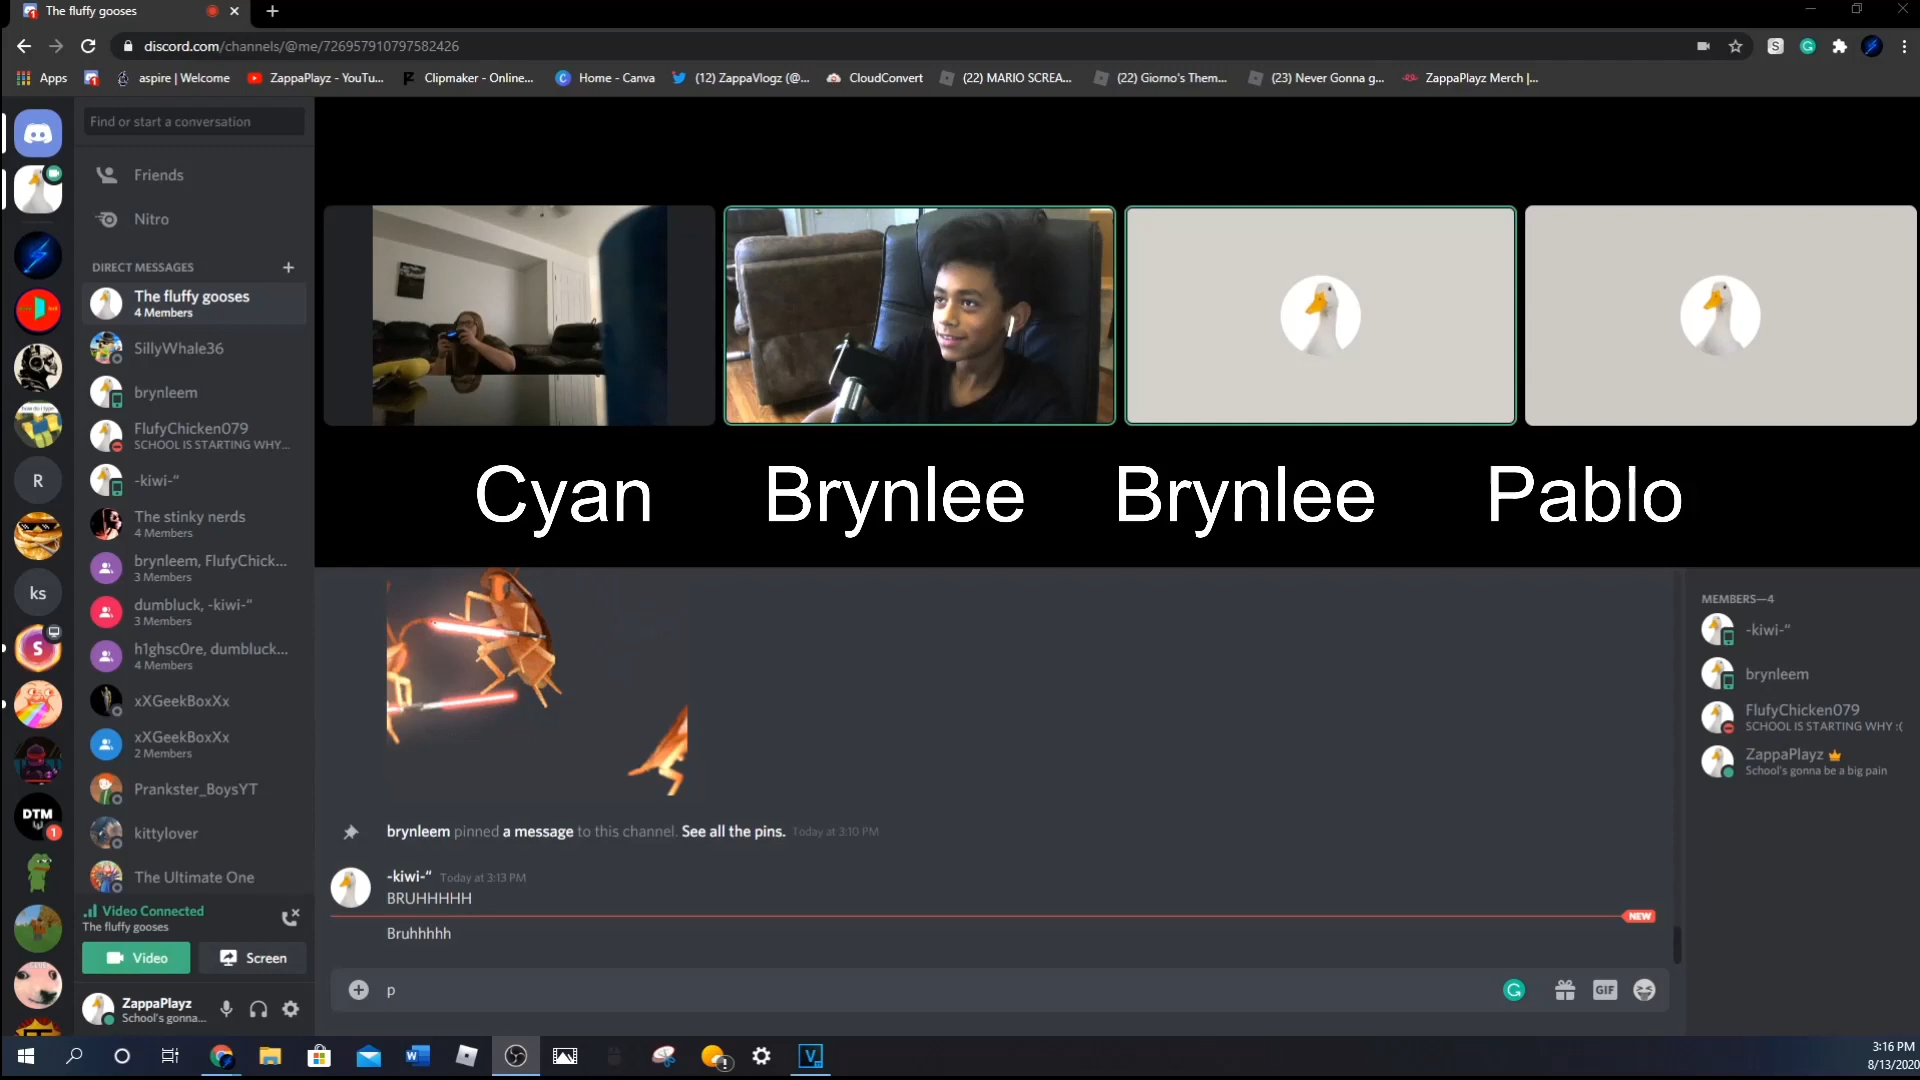 The fluffy gooses
discord.com/channels/@me/726957910797582426
Apps
aspire | Welcome
ZappaPlayz - YouTu...
Clipmaker - Online...
Home - Canva
(12) ZappaVlogz (@...
CloudConvert
(22) MARIO SCREA...
(22) Giorno's Them...
(23) Never Gonna g...
ZappaPlayz Merch |...
Find or start a conversation
Friends
Nitro
DIRECT MESSAGES
The fluffy gooses
4 Members
SillyWhale36
brynleem
FlufyChicken079
SCHOOL IS STARTING WHY...
-kiwi-“
The stinky nerds
4 Members
brynleem, FlufyChick...
3 Members
dumbluck, -kiwi-“
3 Members
h1ghsc0re, dumbluck...
4 Members
xXGeekBoxXx
xXGeekBoxXx
2 Members
Prankster_BoysYT
kittylover
The Ultimate One
R
ks
S
DTM
1
Video Connected
The fluffy gooses
Video
Screen
ZappaPlayz
School's gonna...
Cyan Brynlee Brynlee Pablo
brynleem pinned a message to this channel. See all the pins. Today at 3:10 PM
-kiwi-“ Today at 3:13 PM
BRUHHHHH
NEW
Bruhhhhh
p
GIF
MEMBERS—4
-kiwi-“
brynleem
FlufyChicken079
SCHOOL IS STARTING WHY :(
ZappaPlayz
School's gonna be a big pain
3:16 PM
8/13/2020